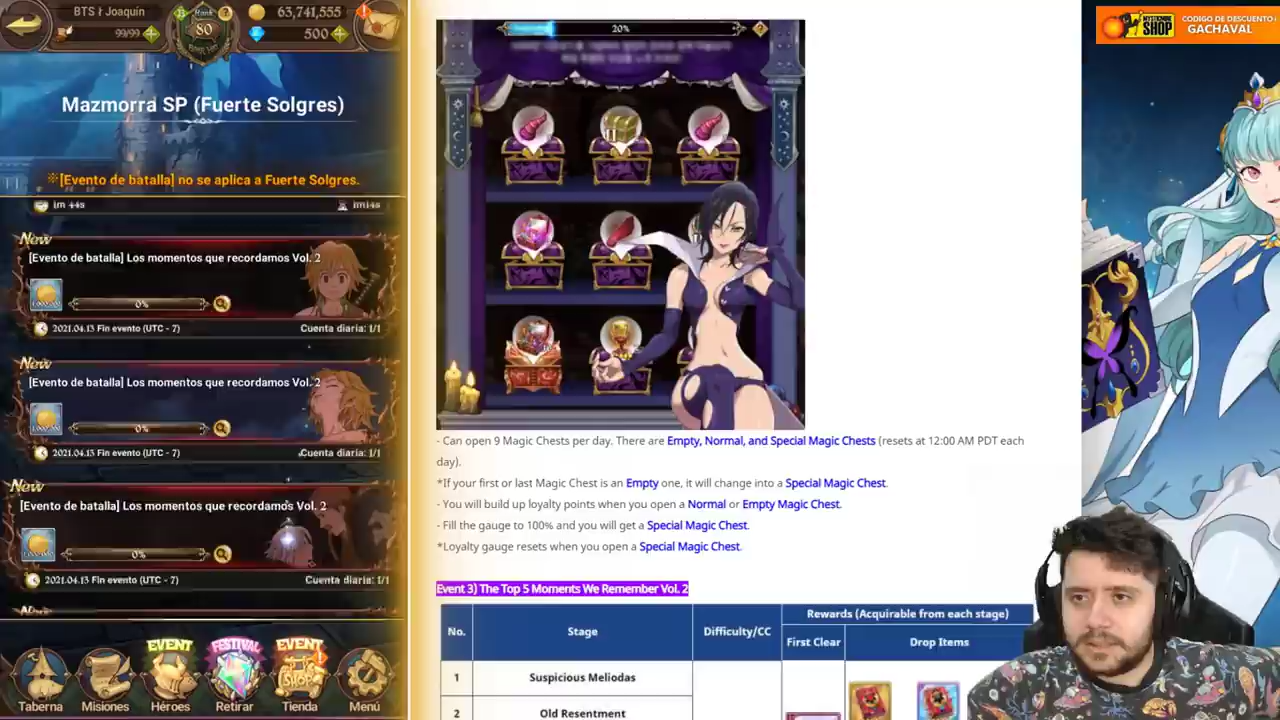 BTS ł Joaquín
99/99
Rank
80
63,741,555
500
Mazmorra SP (Fuerte Solgres)
※[Evento de batalla] no se aplica a Fuerte Solgres.
1m 44s
1m14s
New
[Evento de batalla] Los momentos que recordamos Vol. 2
0%
2021.04.13 Fin evento (UTC - 7)
Cuenta diaria: 1/1
New
[Evento de batalla] Los momentos que recordamos Vol. 2
0%
2021.04.13 Fin evento (UTC - 7)
Cuenta diaria: 1/1
New
[Evento de batalla] Los momentos que recordamos Vol. 2
0%
2021.04.13 Fin evento (UTC - 7)
Cuenta diaria: 1/1
EVENT
FESTIVAL
EVENT
SHOP
Taberna
Misiones
Héroes
Retirar
Tienda
Menú
20%
- Can open 9 Magic Chests per day. There are Empty, Normal, and Special Magic Chests (resets at 12:00 AM PDT each
day).
*If your first or last Magic Chest is an Empty one, it will change into a Special Magic Chest.
- You will build up loyalty points when you open a Normal or Empty Magic Chest.
- Fill the gauge to 100% and you will get a Special Magic Chest.
*Loyalty gauge resets when you open a Special Magic Chest.
Event 3) The Top 5 Moments We Remember Vol. 2
No.
Stage
Difficulty/CC
Rewards (Acquirable from each stage)
First Clear
Drop Items
1
Suspicious Meliodas
2
Old Resentment
SHOP
CODIGO DE DESCUENTO
GACHAVAL